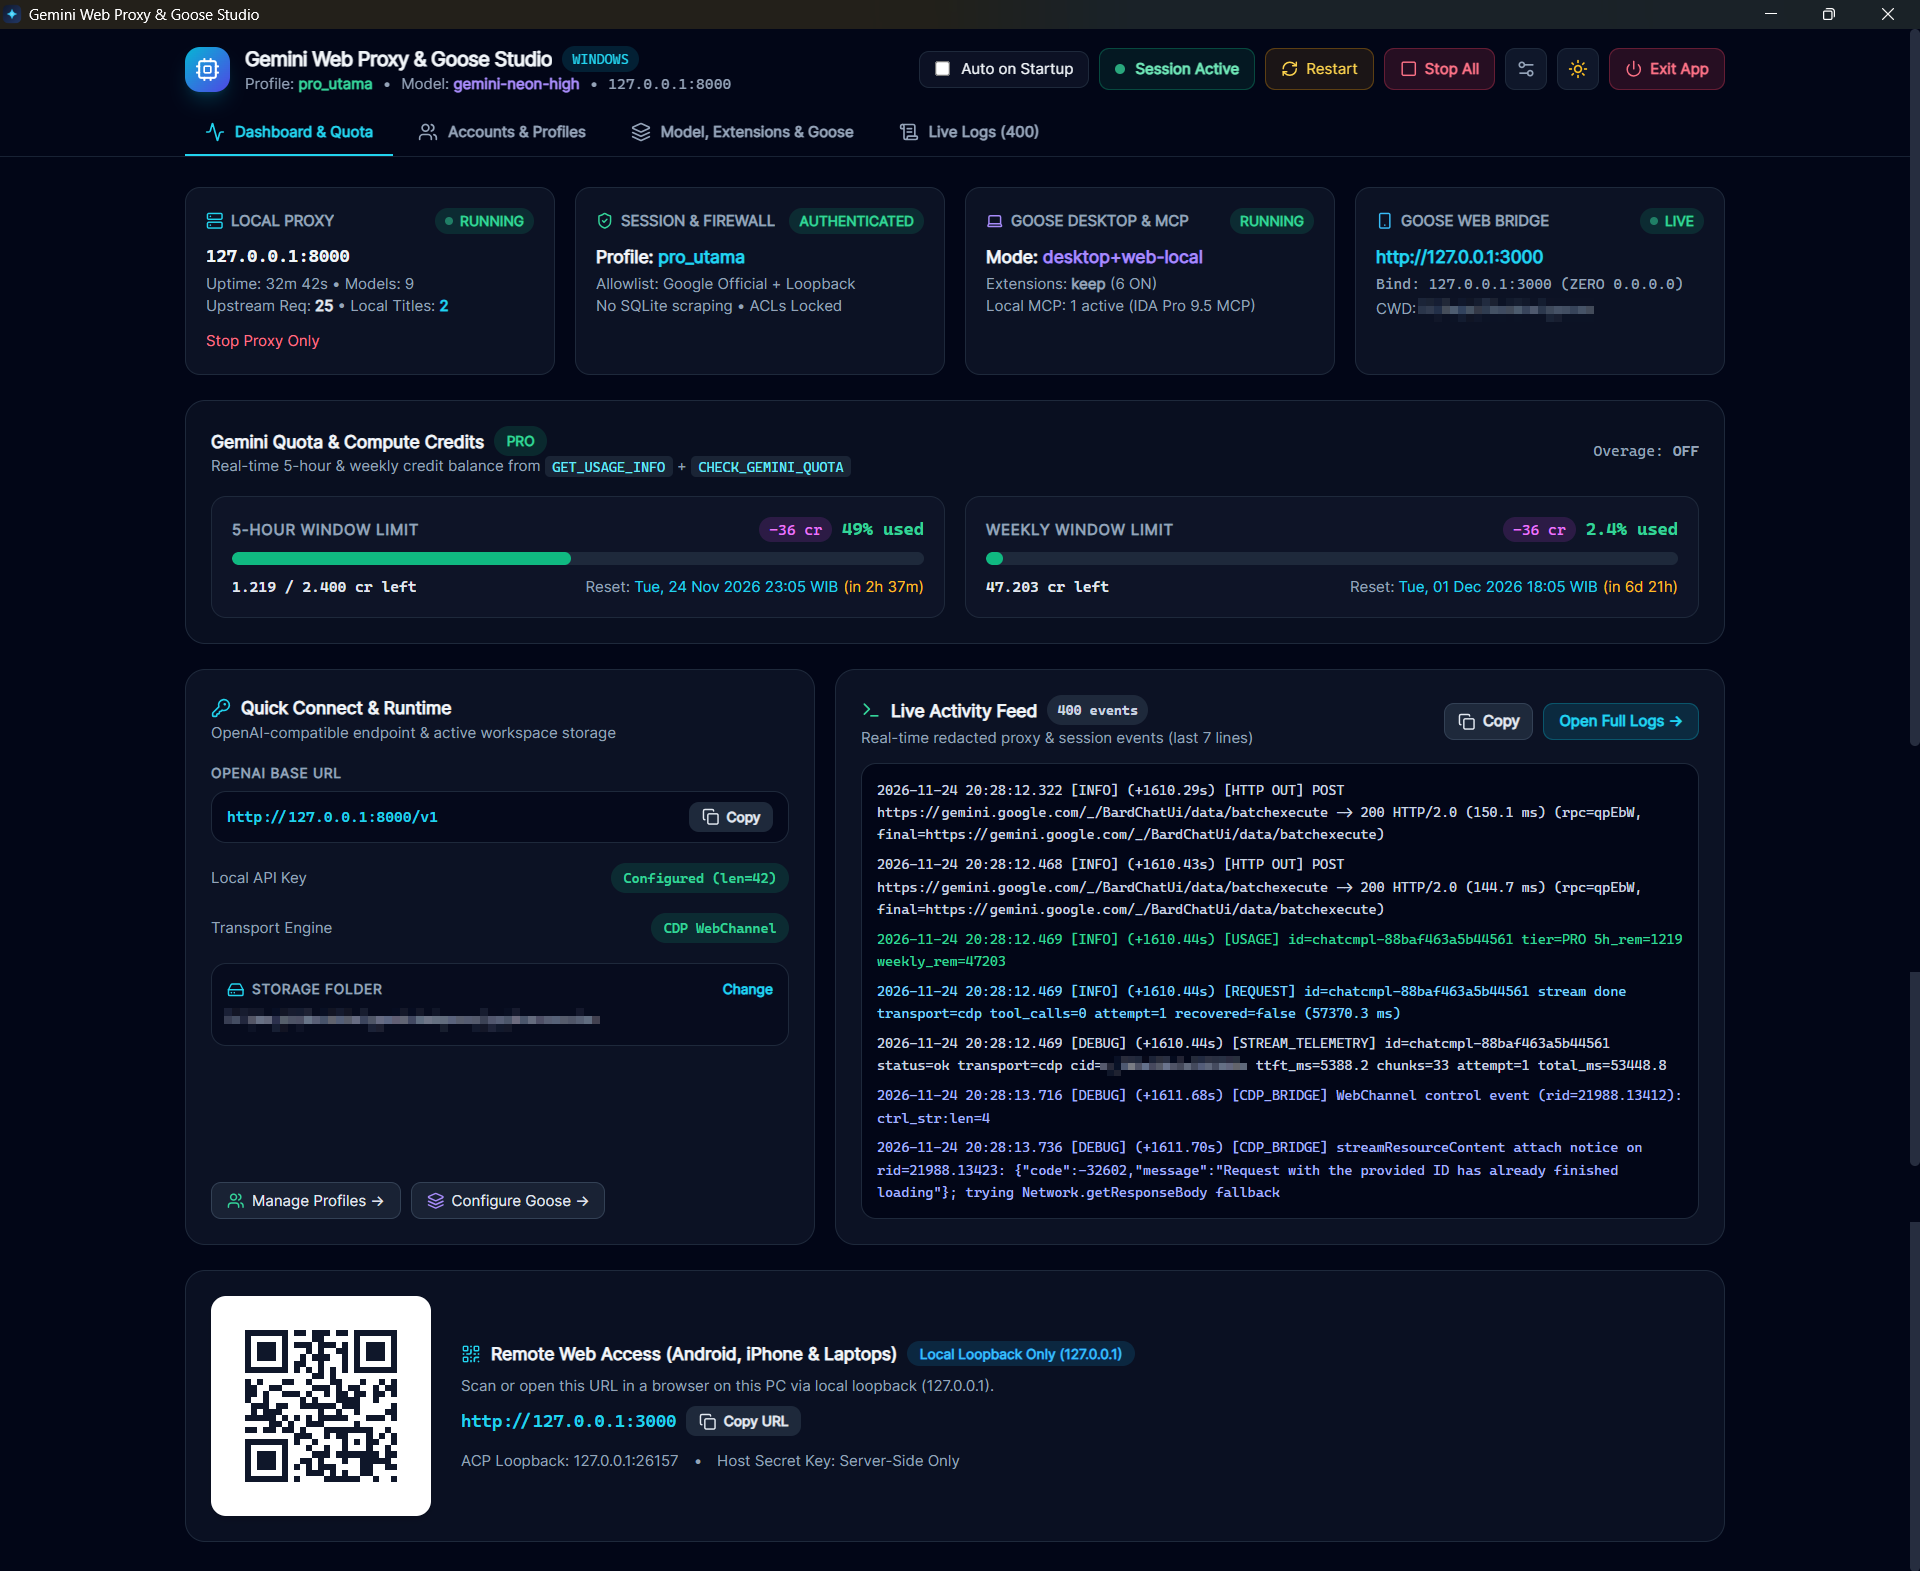 Gemini Web Proxy & Goose Studio
Gemini Web Proxy & Goose Studio WINDOWS
Profile: pro_utama • Model: gemini-neon-high • 127.0.0.1:8000
Auto on Startup
Session Active
Restart
Stop All
Exit App
Dashboard & Quota
Accounts & Profiles
Model, Extensions & Goose
Live Logs (400)
LOCAL PROXY RUNNING
127.0.0.1:8000
Uptime: 32m 42s • Models: 9
Upstream Req: 25 • Local Titles: 2
Stop Proxy Only
SESSION & FIREWALL AUTHENTICATED
Profile: pro_utama
Allowlist: Google Official + Loopback
No SQLite scraping • ACLs Locked
GOOSE DESKTOP & MCP RUNNING
Mode: desktop+web-local
Extensions: keep (6 ON)
Local MCP: 1 active (IDA Pro 9.5 MCP)
GOOSE WEB BRIDGE LIVE
http://127.0.0.1:3000
Bind: 127.0.0.1:3000 (ZERO 0.0.0.0)
CWD:
Gemini Quota & Compute Credits PRO
Real-time 5-hour & weekly credit balance from GET_USAGE_INFO + CHECK_GEMINI_QUOTA
Overage: OFF
5-HOUR WINDOW LIMIT -36 cr 49% used
1.219 / 2.400 cr left Reset: Tue, 24 Nov 2026 23:05 WIB (in 2h 37m)
WEEKLY WINDOW LIMIT -36 cr 2.4% used
47.203 cr left Reset: Tue, 01 Dec 2026 18:05 WIB (in 6d 21h)
Quick Connect & Runtime
OpenAI-compatible endpoint & active workspace storage
OPENAI BASE URL
http://127.0.0.1:8000/v1 Copy
Local API Key Configured (len=42)
Transport Engine CDP WebChannel
STORAGE FOLDER Change
Manage Profiles →
Configure Goose →
Live Activity Feed 400 events
Real-time redacted proxy & session events (last 7 lines)
Copy
Open Full Logs →
2026-11-24 20:28:12.322 [INFO] (+1610.29s) [HTTP OUT] POST
https://gemini.google.com/_/BardChatUi/data/batchexecute -> 200 HTTP/2.0 (150.1 ms) (rpc=qpEbW,
final=https://gemini.google.com/_/BardChatUi/data/batchexecute)
2026-11-24 20:28:12.468 [INFO] (+1610.43s) [HTTP OUT] POST
https://gemini.google.com/_/BardChatUi/data/batchexecute -> 200 HTTP/2.0 (144.7 ms) (rpc=qpEbW,
final=https://gemini.google.com/_/BardChatUi/data/batchexecute)
2026-11-24 20:28:12.469 [INFO] (+1610.44s) [USAGE] id=chatcmpl-88baf463a5b44561 tier=PRO 5h_rem=1219
weekly_rem=47203
2026-11-24 20:28:12.469 [INFO] (+1610.44s) [REQUEST] id=chatcmpl-88baf463a5b44561 stream done
transport=cdp tool_calls=0 attempt=1 recovered=false (57370.3 ms)
2026-11-24 20:28:12.469 [DEBUG] (+1610.44s) [STREAM_TELEMETRY] id=chatcmpl-88baf463a5b44561
status=ok transport=cdp cid= ttft_ms=5388.2 chunks=33 attempt=1 total_ms=53448.8
2026-11-24 20:28:13.716 [DEBUG] (+1611.68s) [CDP_BRIDGE] WebChannel control event (rid=21988.13412):
ctrl_str:len=4
2026-11-24 20:28:13.736 [DEBUG] (+1611.70s) [CDP_BRIDGE] streamResourceContent attach notice on
rid=21988.13423: {"code":-32602,"message":"Request with the provided ID has already finished
loading"}; trying Network.getResponseBody fallback
Remote Web Access (Android, iPhone & Laptops) Local Loopback Only (127.0.0.1)
Scan or open this URL in a browser on this PC via local loopback (127.0.0.1).
http://127.0.0.1:3000 Copy URL
ACP Loopback: 127.0.0.1:26157 • Host Secret Key: Server-Side Only